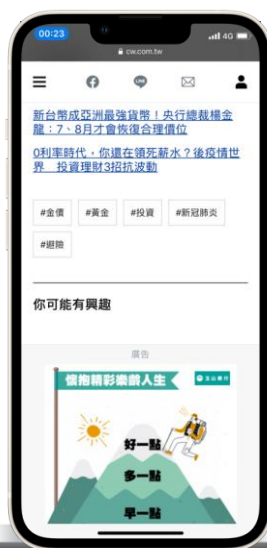 00:23
4G
cw.com.tw
新台幣成亞洲最強貨幣！央行總裁楊金
龍：7、8月才會恢復合理價位
0利率時代，你還在領死薪水？後疫情世
界 投資理財3招抗波動
#金價
#黃金
#投資
#新冠肺炎
#避險
你可能有興趣
廣告
懷抱精彩樂齡人生
玉山銀行
好一點
多一點
早一點